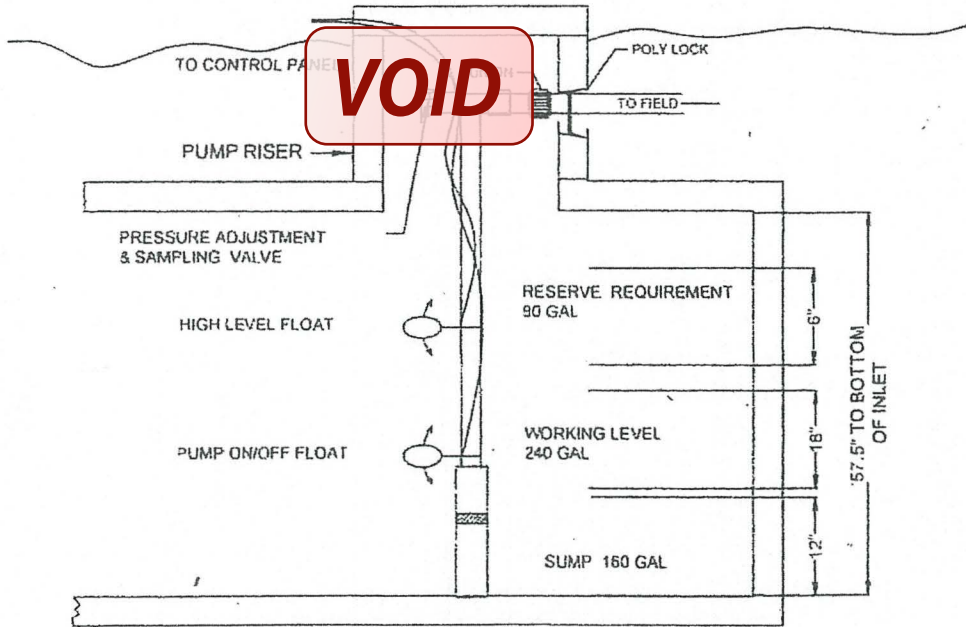 VOID
POLY LOCK
TO CONTROL PANEL
TO FIELD
PUMP RISER
PRESSURE ADJUSTMENT
& SAMPLING VALVE
RESERVE REQUIREMENT
90 GAL
6"
HIGH LEVEL FLOAT
57.5" TO BOTTOM
OF INLET
WORKING LEVEL
240 GAL
18"
PUMP ON/OFF FLOAT
12"
SUMP 160 GAL